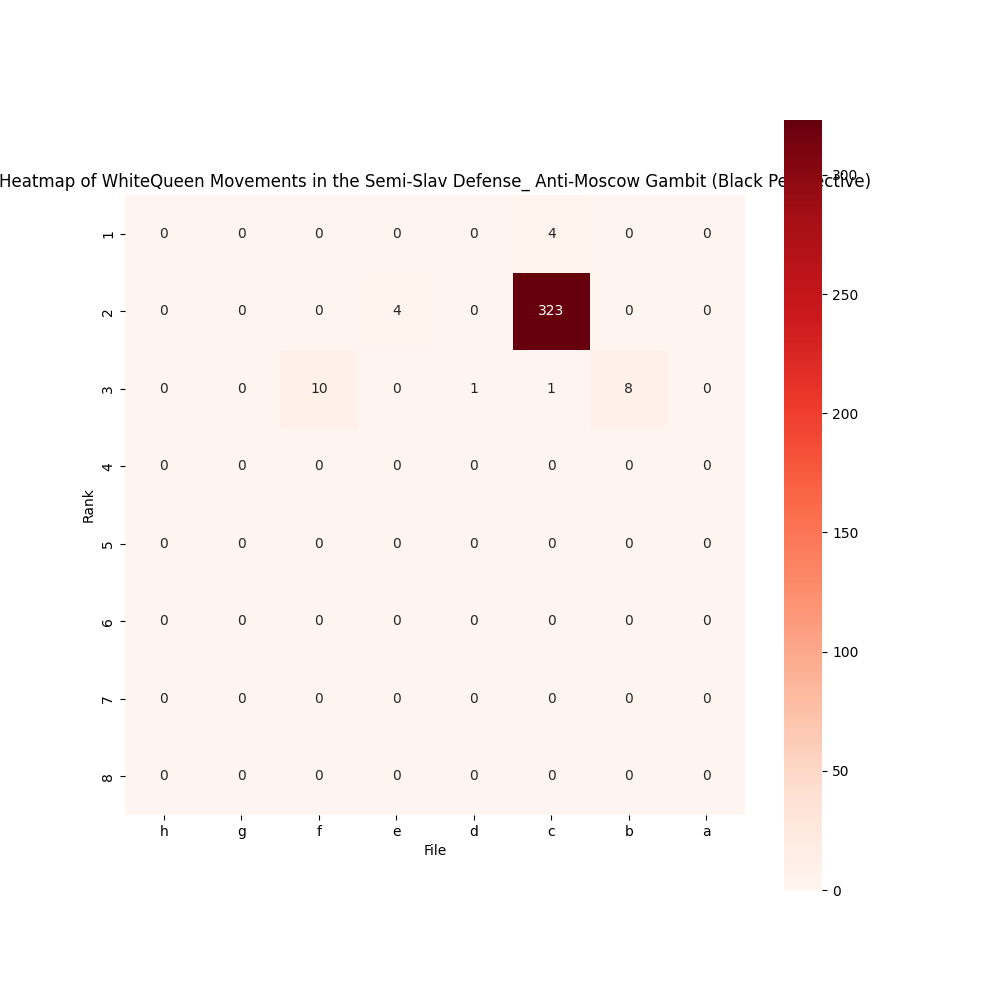 Heatmap of WhiteQueen Movements in the Semi-Slav Defense_ Anti-Moscow Gambit (Black Perspective)
1 0 0 0 0 0 4 0 0
2 0 0 0 4 0 323 0 0
3 0 0 10 0 1 1 8 0
4 0 0 0 0 0 0 0 0
5 0 0 0 0 0 0 0 0
6 0 0 0 0 0 0 0 0
7 0 0 0 0 0 0 0 0
8 0 0 0 0 0 0 0 0
Rank
h g f e d c b a
File
300
250
200
150
100
50
0